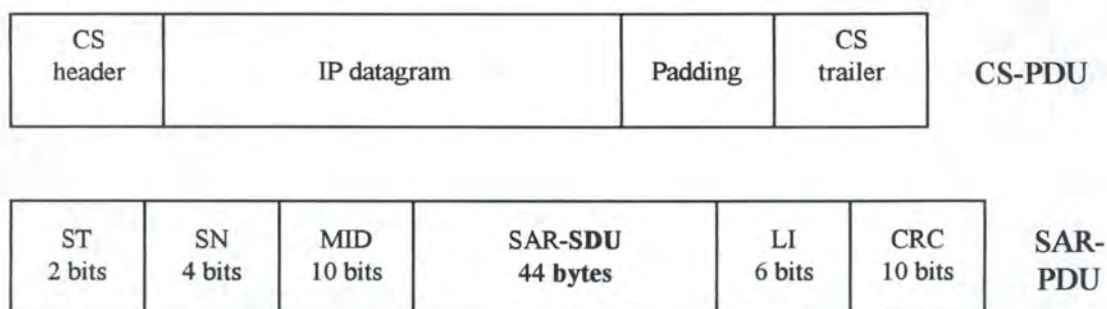 CS
header
IP datagram
Padding
CS
trailer
CS-PDU
ST
2 bits
SN
4 bits
MID
10 bits
SAR-SDU
44 bytes
LI
6 bits
CRC
10 bits
SAR-
PDU